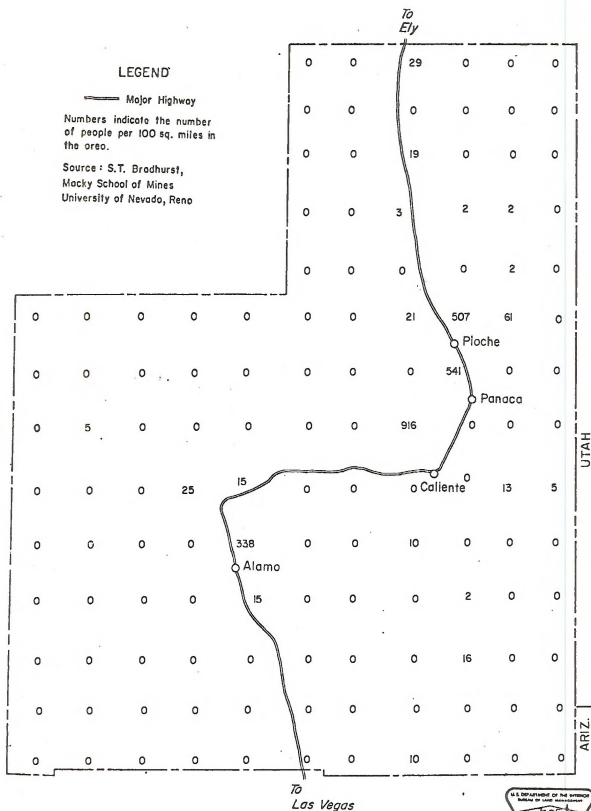 To
Ely
LEGEND
Major Highway
Numbers indicate the number
of people per 100 sq. miles in
the area.
Source : S.T. Bradhurst,
Macky School of Mines
University of Nevada, Reno
0 0 29 0 0 0
0 0 0 0 0 0
0 0 19 0 0 0
0 0 3 2 2 0
0 0 0 0 2 0
0 0 0 0 0 0 0 21 507 61 0
Pioche
0 0 0 0 0 0 0 0 541 0 0
Panaca
0 5 0 0 0 0 0 916 0 0 0
UTAH
0 0 0 25 15 0 0 0 Caliente 0 13 5
0 0 0 0 338 0 0 10 0 0 0
Alamo
0 0 0 0 15 0 0 0 2 0 0
0 0 0 0 0 0 0 0 16 0 0
0 0 0 0 0 0 0 0 0 0 0
ARIZ.
0 0 0 0 0 0 0 10 0 0 0
To
Las Vegas
U.S. DEPARTMENT OF THE INTERIOR
BUREAU OF LAND MANAGEMENT